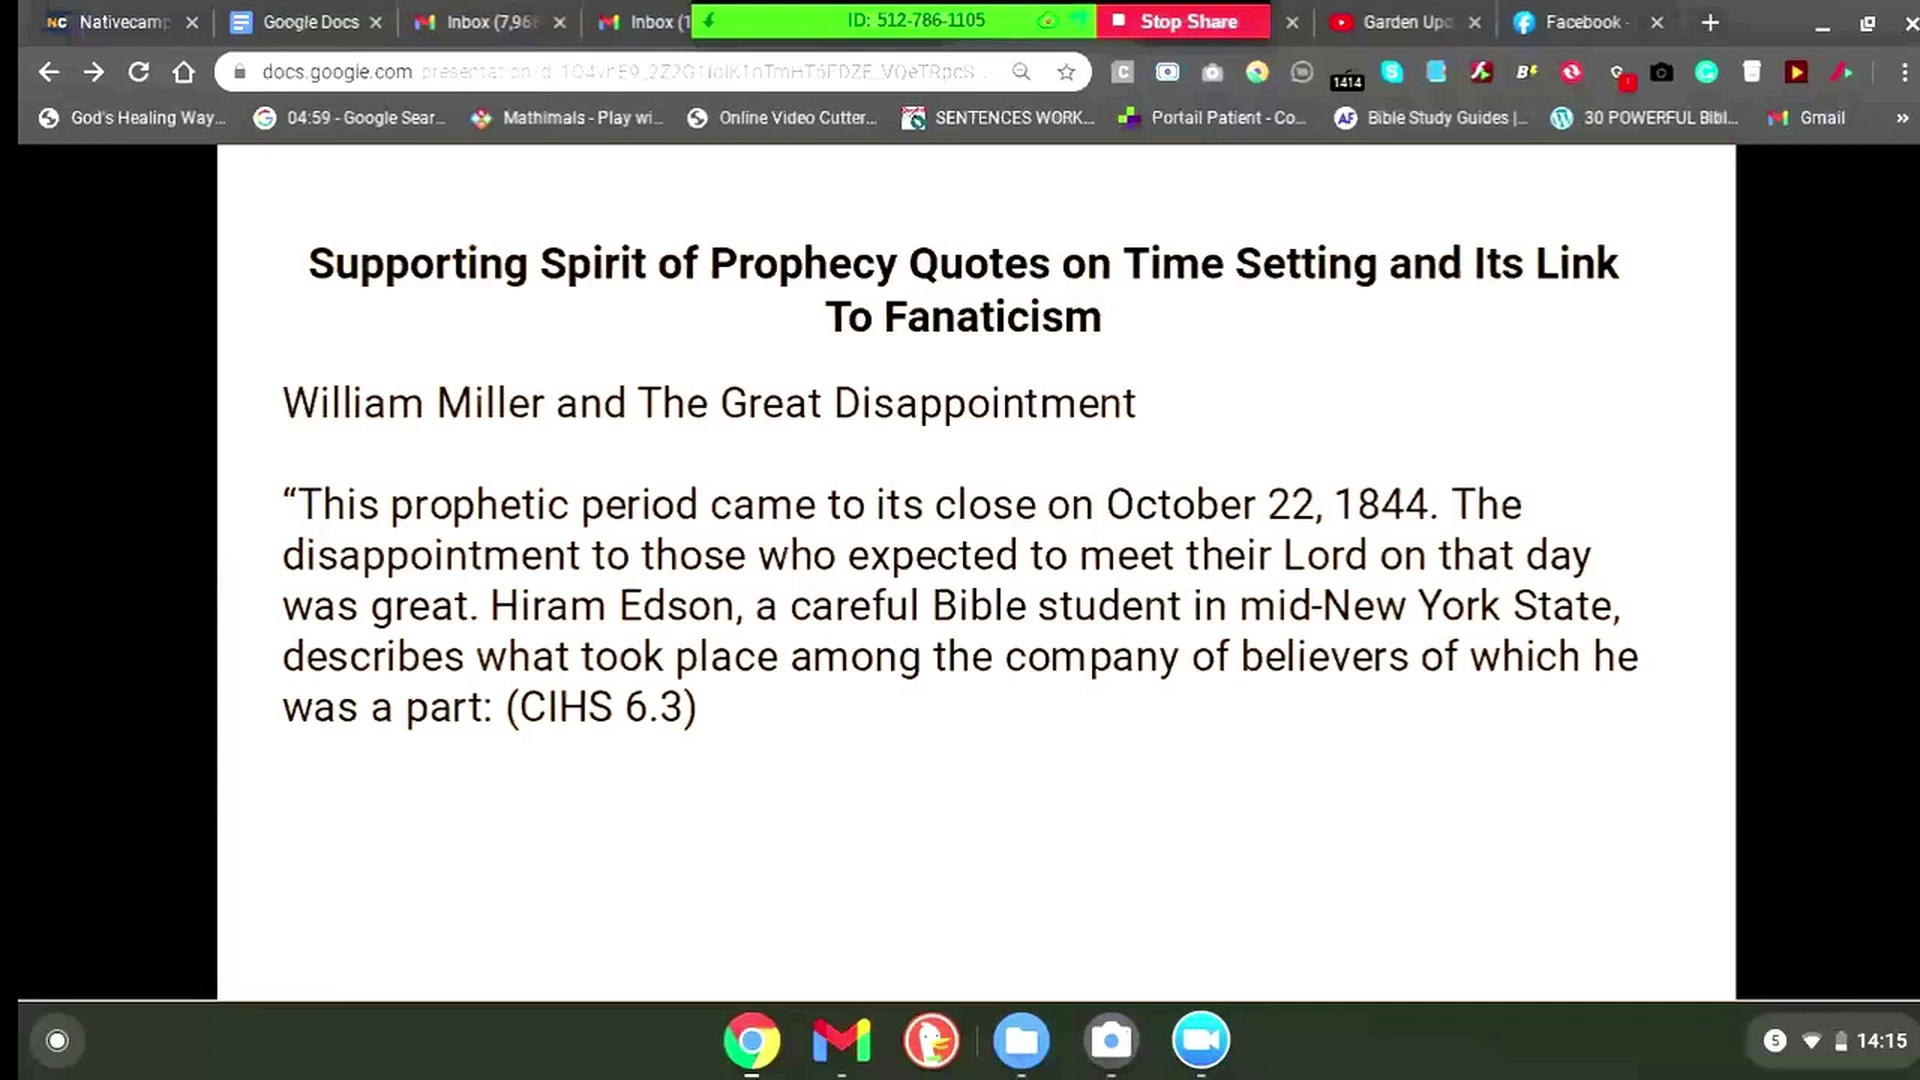 Nativecam
Google Docs
Inbox (7,96
Inbox (1
ID: 512-786-1105
Stop Share
Garden Up
Facebook -
docs.google.com
1414
God's Healing Way...
04:59 - Google Sear...
Mathimals - Play wi...
Online Video Cutter...
SENTENCES WORK...
Portail Patient - Co...
AF
Bible Study Guides |...
30 POWERFUL Bibl...
Gmail
Supporting Spirit of Prophecy Quotes on Time Setting and Its Link
To Fanaticism
William Miller and The Great Disappointment
“This prophetic period came to its close on October 22, 1844. The
disappointment to those who expected to meet their Lord on that day
was great. Hiram Edson, a careful Bible student in mid-New York State,
describes what took place among the company of believers of which he
was a part: (CIHS 6.3)
5
14:15